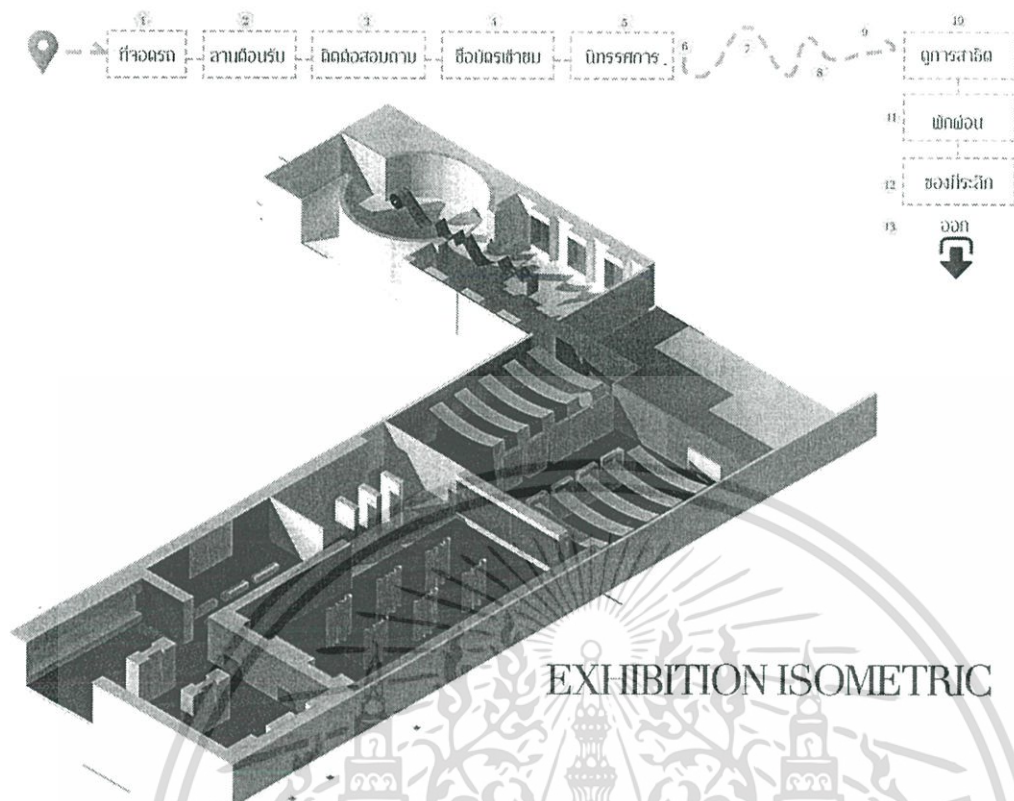 1 2 3 4 5 10
ที่จอดรถ ลานต้อนรับ ติดต่อสอบถาม ซื้อบัตรเข้าชม นิทรรศการ 6 7 8 9 ดูการสาธิต
11 พักผ่อน
12 ของที่ระลึก
13 ออก
EXHIBITION ISOMETRIC